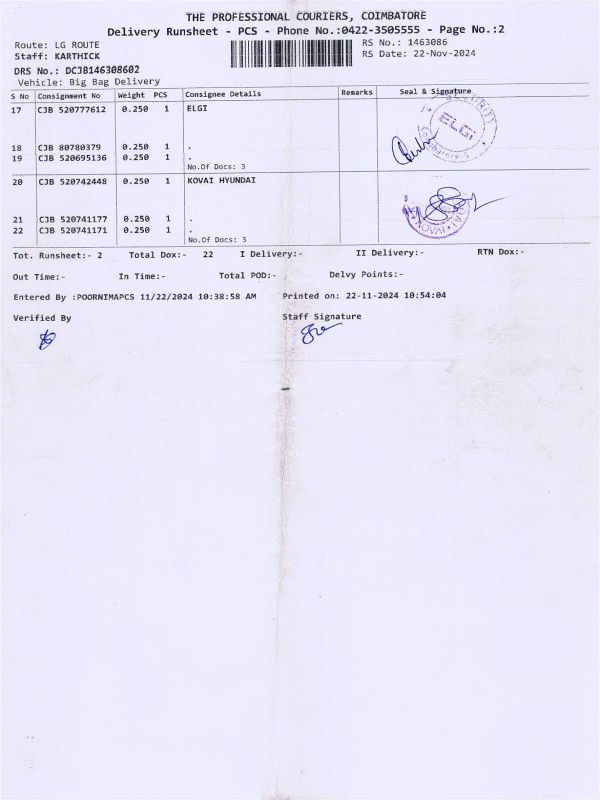 THE PROFESSIONAL COURIERS, COIMBATORE
Delivery Runsheet - PCS - Phone No.:0422-3505555 - Page No.:2
Route: LG ROUTE
RS No.: 1463086
Staff: KARTHICK
RS Date: 22-Nov-2024
DRS No.: DCJB146308602
Vehicle: Big Bag Delivery
S No Consignment No Weight PCS Consignee Details Remarks Seal & Signature
17 CJB 520777612 0.250 1 ELGI
18 CJB 80780379 0.250 1 .
19 CJB 520695136 0.250 1 .
No.Of Docs: 3
SECURITY
ELGi
20 CJB 520742448 0.250 1 KOVAI HYUNDAI
21 CJB 520741177 0.250 1 .
22 CJB 520741171 0.250 1 .
No.Of Docs: 3
KOVAI
Tot. Runsheet:- 2 Total Dox:- 22 I Delivery:- II Delivery:- RTN Dox:-
Out Time:- In Time:- Total POD:- Delvy Points:-
Entered By :POORNIMAPCS 11/22/2024 10:38:58 AM Printed on: 22-11-2024 10:54:04
Verified By Staff Signature